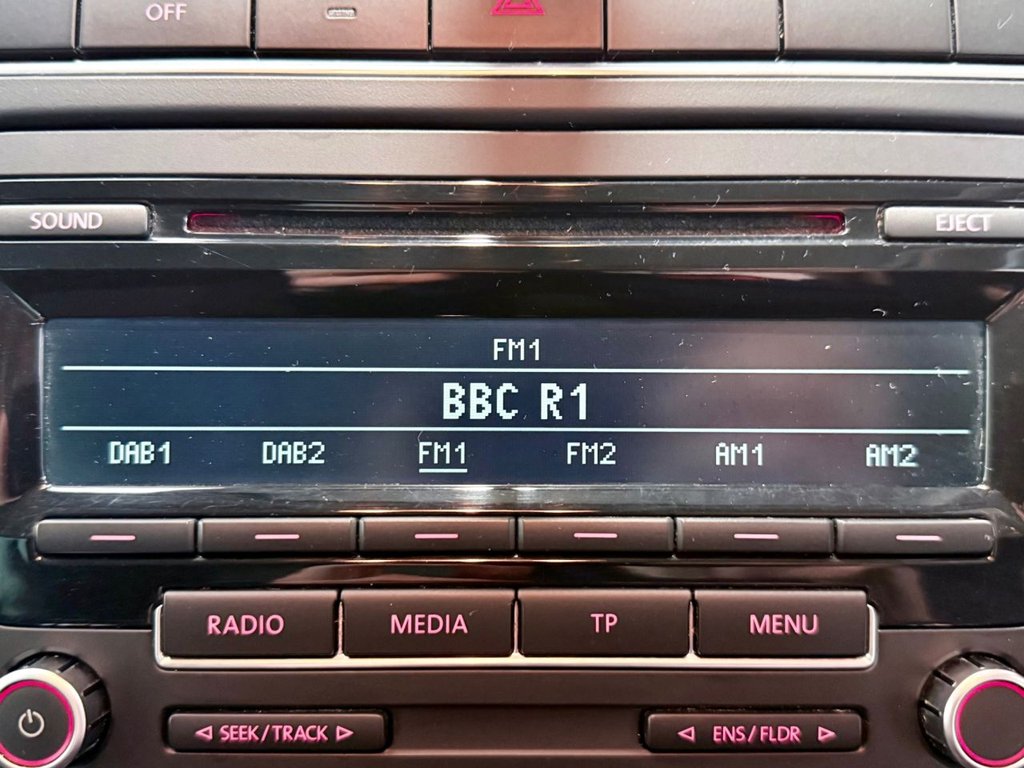 OFF
SOUND
EJECT
FM1
BBC R1
DAB1 DAB2 FM1 FM2 AM1 AM2
RADIO MEDIA TP MENU
SEEK/TRACK
ENS/FLDR